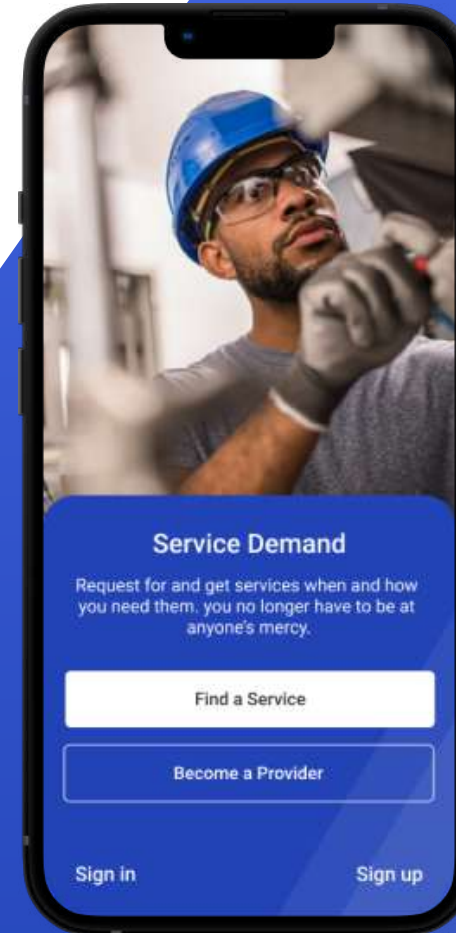 Service Demand
Request for and get services when and how
you need them. you no longer have to be at
anyone's mercy.
Find a Service
Become a Provider
Sign in
Sign up